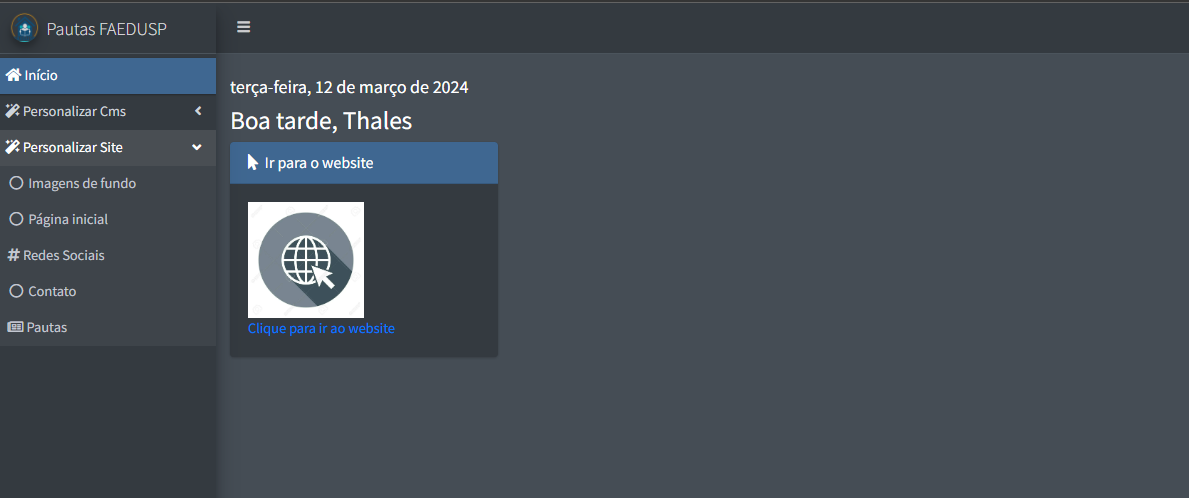 Pautas FAEDUSP
Início
Personalizar Cms
Personalizar Site
Imagens de fundo
Página inicial
Redes Sociais
Contato
Pautas
terça-feira, 12 de março de 2024
Boa tarde, Thales
Ir para o website
Clique para ir ao website